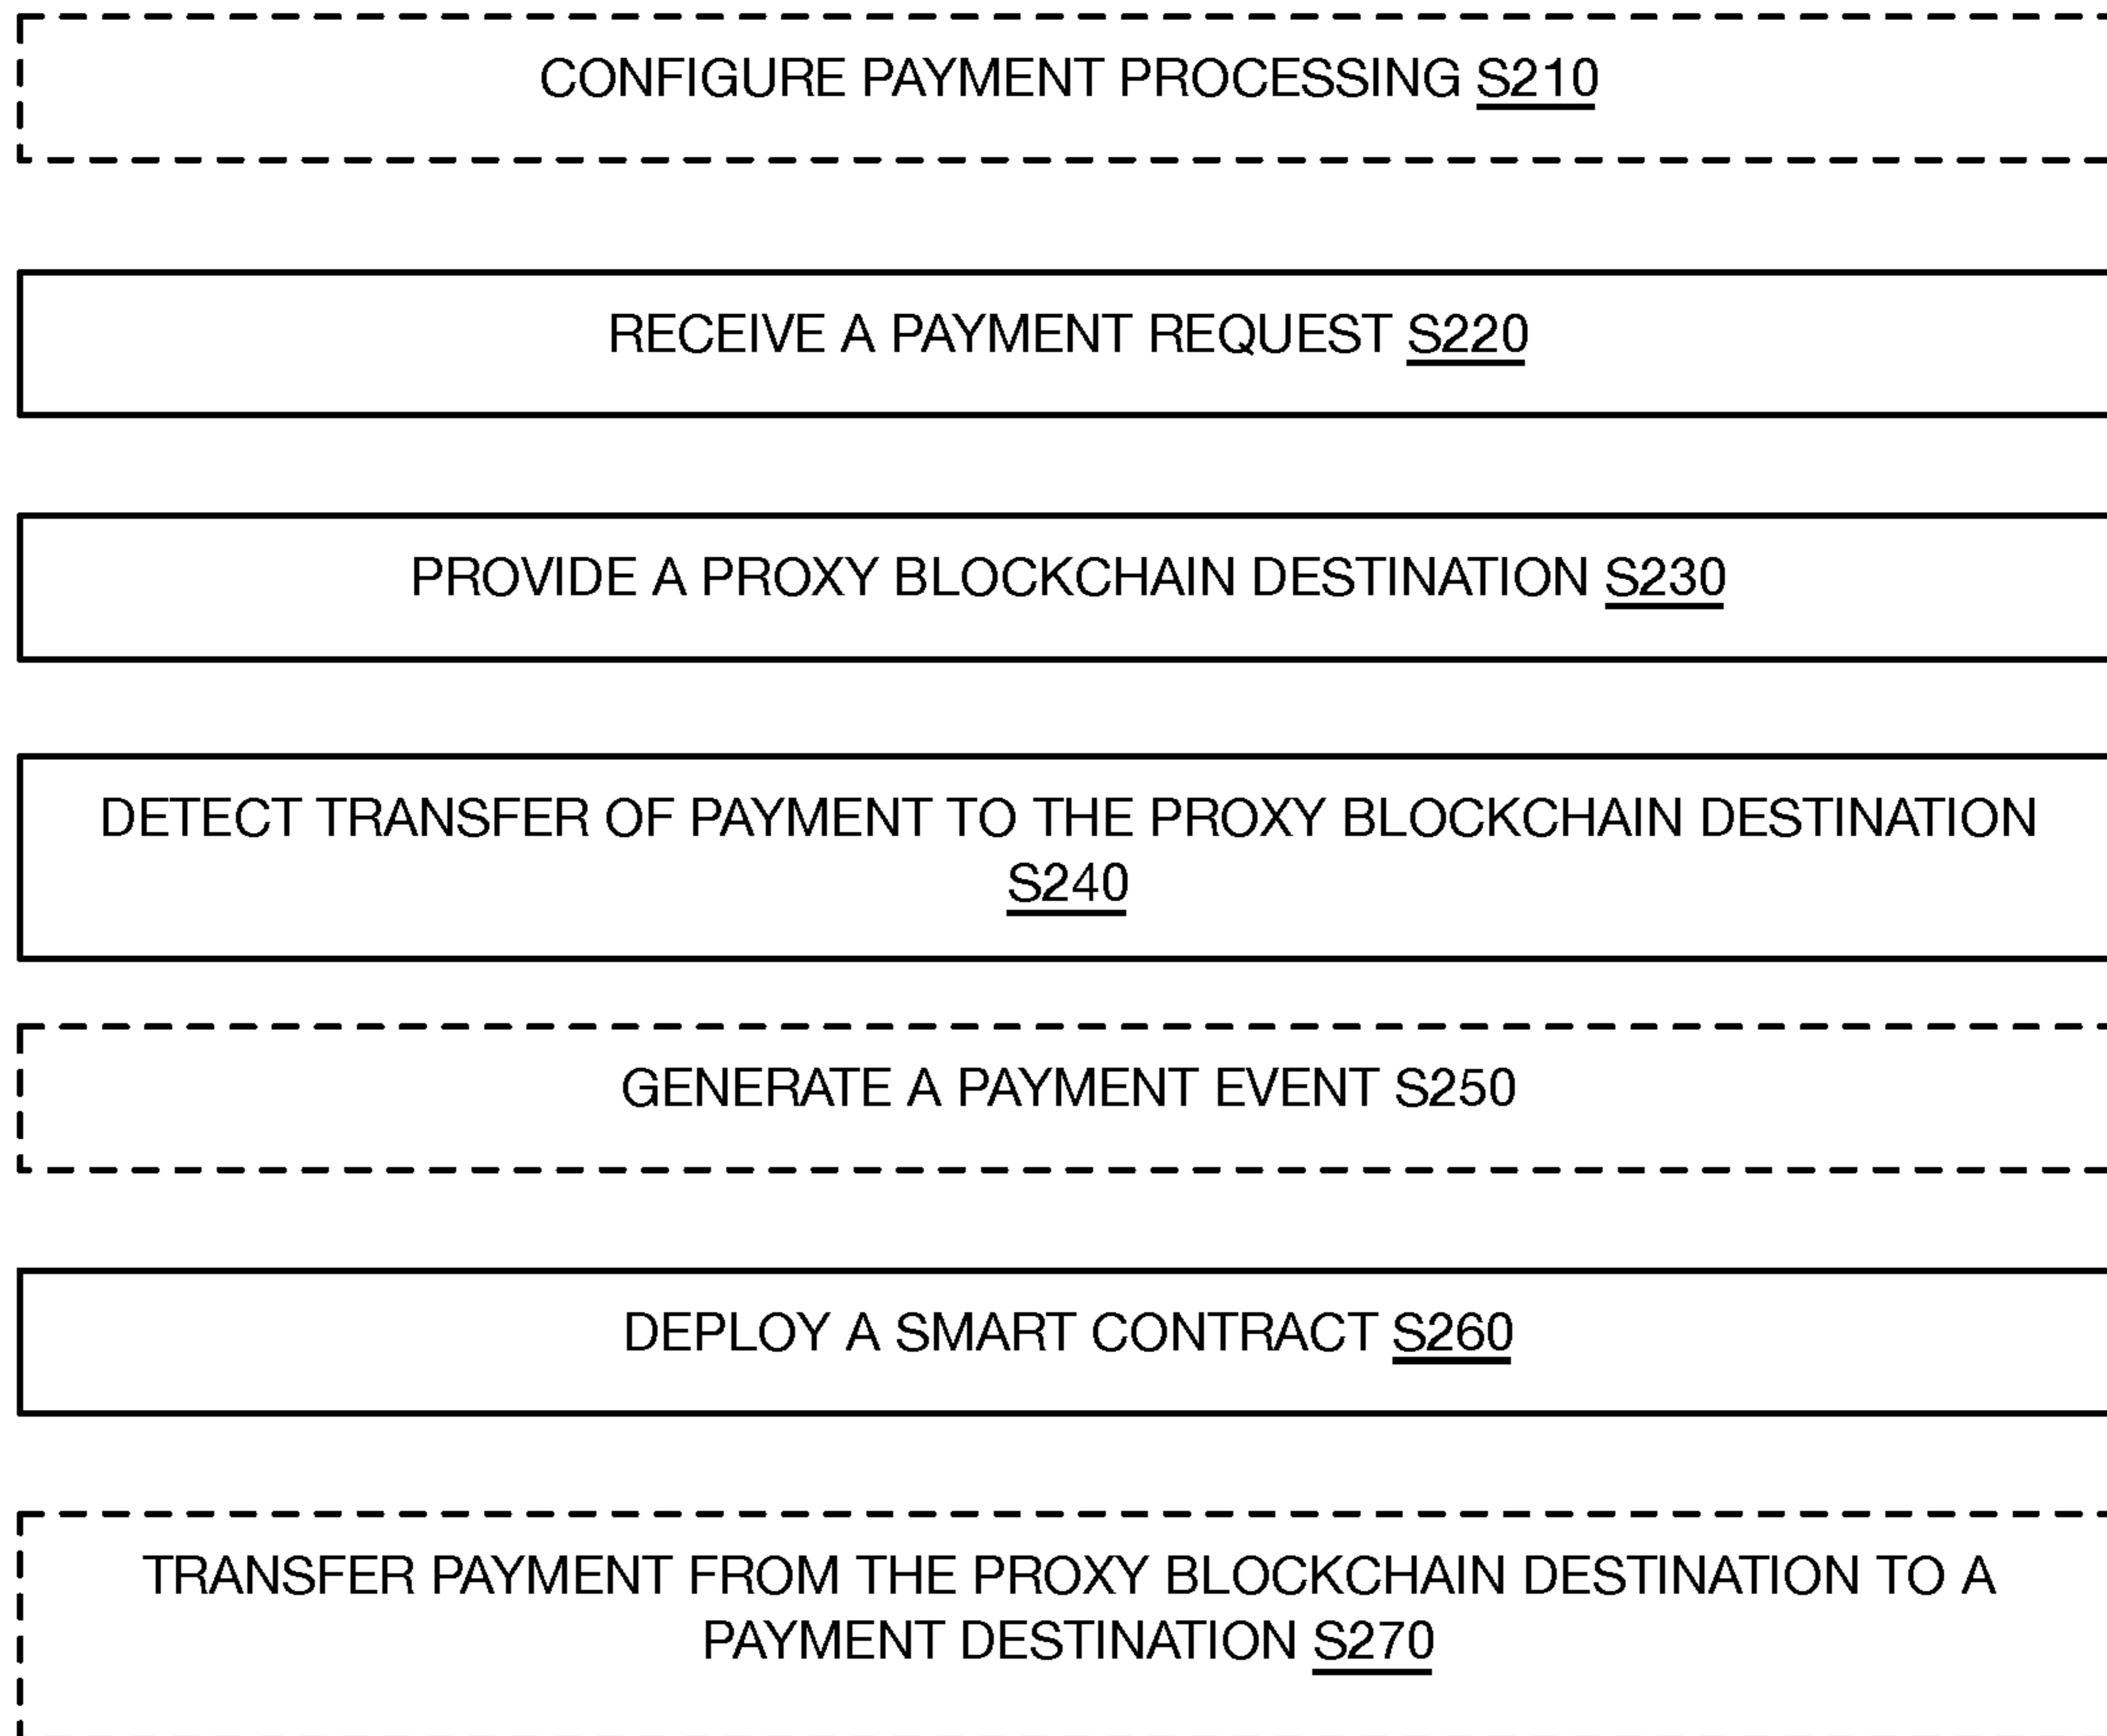 CONFIGURE PAYMENT PROCESSING S210
RECEIVE A PAYMENT REQUEST S220
PROVIDE A PROXY BLOCKCHAIN DESTINATION S230
DETECT TRANSFER OF PAYMENT TO THE PROXY BLOCKCHAIN DESTINATION
S240
GENERATE A PAYMENT EVENT S250
DEPLOY A SMART CONTRACT S260
TRANSFER PAYMENT FROM THE PROXY BLOCKCHAIN DESTINATION TO A
PAYMENT DESTINATION S270